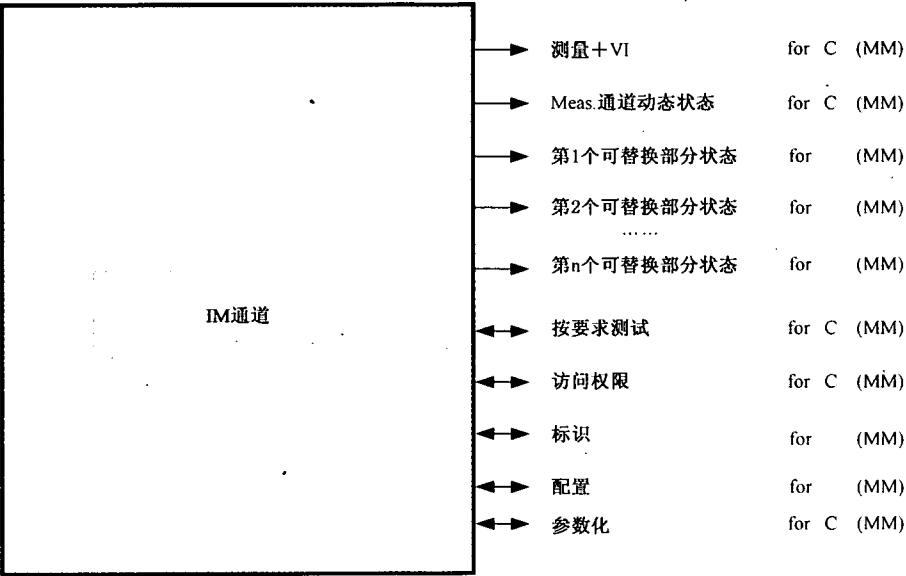 测量+VI for C (MM)
Meas.通道动态状态 for C (MM)
第1个可替换部分状态 for (MM)
第2个可替换部分状态 for (MM)
……
第n个可替换部分状态 for (MM)
IM通道
按要求测试 for C (MM)
访问权限 for C (MM)
标识 for (MM)
配置 for (MM)
参数化 for C (MM)